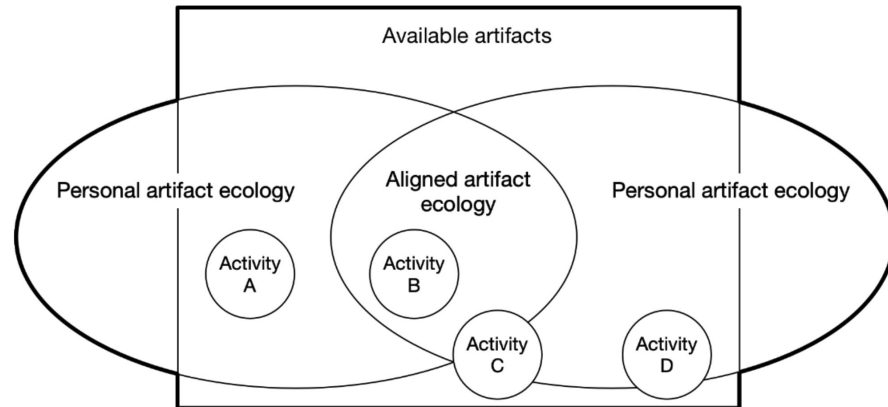 Available artifacts
Personal artifact ecology
Aligned artifact
ecology
Personal artifact ecology
Activity
A
Activity
B
Activity
C
Activity
D